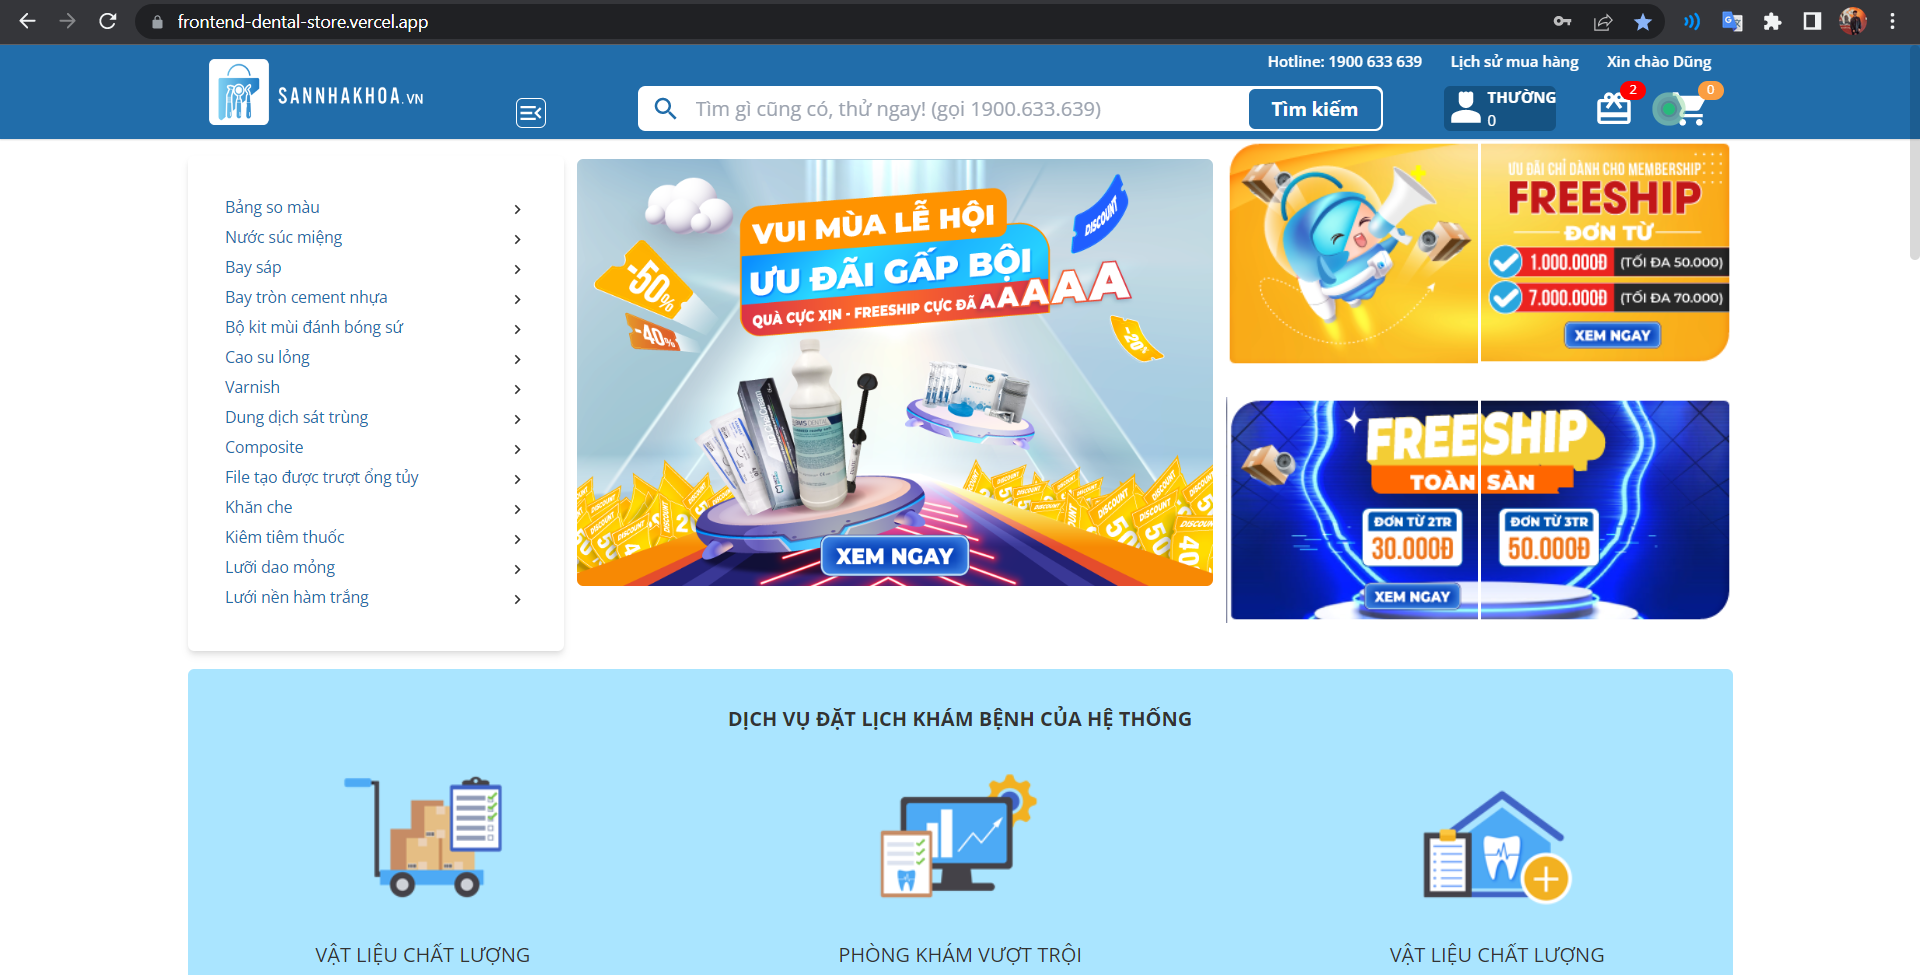 frontend-dental-store.vercel.app
Hotline: 1900 633 639
Lịch sử mua hàng
Xin chào Dũng
SANNHAKHOA.VN
Tìm gì cũng có, thử ngay! (gọi 1900.633.639)
Tìm kiếm
THƯỜNG
0
2
0
Bảng so màu
Nước súc miệng
Bay sáp
Bay tròn cement nhựa
Bộ kit mùi đánh bóng sứ
Cao su lỏng
Varnish
Dung dịch sát trùng
Composite
File tạo được trượt ổng tủy
Khăn che
Kiêm tiêm thuốc
Lưỡi dao mỏng
Lưới nền hàm trắng
VUI MÙA LỄ HỘI
ƯU ĐÃI GẤP BỘI
QUÀ CỰC XỊN - FREESHIP CỰC ĐÃ AAAAAA
DISCOUNT
-50%
-40%
-20%
XEM NGAY
ƯU ĐÃI CHỈ DÀNH CHO MEMBERSHIP
FREESHIP
ĐƠN TỪ
1.000.000Đ (TỐI ĐA 50.000)
7.000.000Đ (TỐI ĐA 70.000)
XEM NGAY
FREESHIP
TOÀN SÀN
ĐƠN TỪ 2TR
30.000Đ
ĐƠN TỪ 3TR
50.000Đ
XEM NGAY
DỊCH VỤ ĐẶT LỊCH KHÁM BỆNH CỦA HỆ THỐNG
VẬT LIỆU CHẤT LƯỢNG
PHÒNG KHÁM VƯỢT TRỘI
VẬT LIỆU CHẤT LƯỢNG